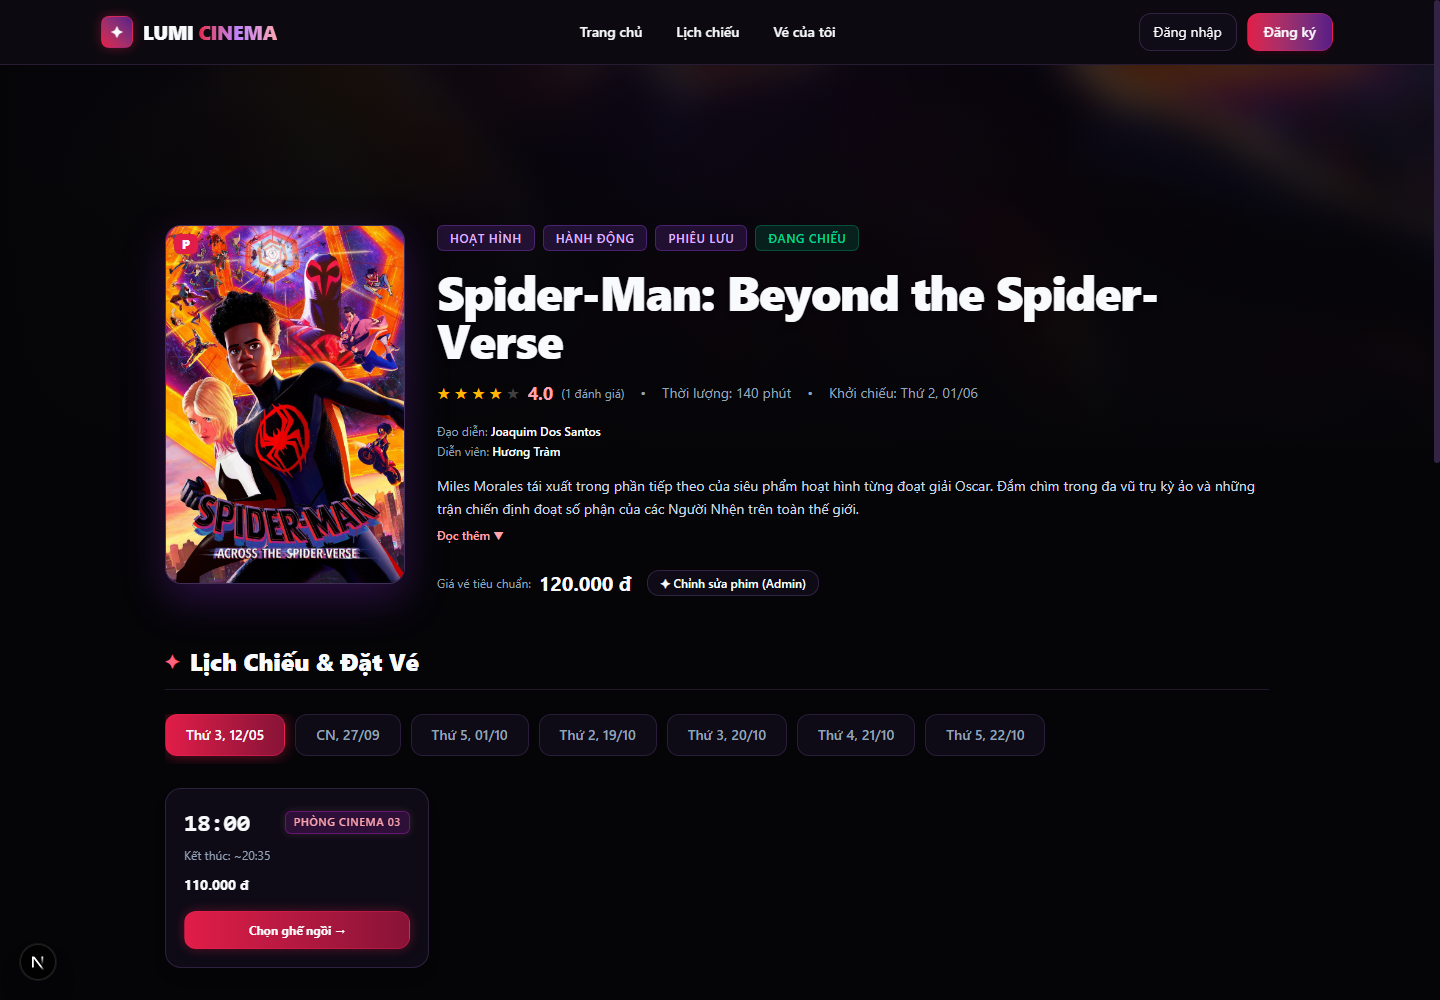 LUMI CINEMA
Trang chủ
Lịch chiếu
Vé của tôi
Đăng nhập
Đăng ký
P
SPIDER-MAN
ACROSS THE SPIDER-VERSE
HOẠT HÌNH
HÀNH ĐỘNG
PHIÊU LƯU
ĐANG CHIẾU
Spider-Man: Beyond the Spider-
Verse
★★★★★ 4.0 (1 đánh giá) • Thời lượng: 140 phút • Khởi chiếu: Thứ 2, 01/06
Đạo diễn: Joaquim Dos Santos
Diễn viên: Hương Tràm
Miles Morales tái xuất trong phần tiếp theo của siêu phẩm hoạt hình từng đoạt giải Oscar. Đắm chìm trong đa vũ trụ kỳ ảo và những
trận chiến định đoạt số phận của các Người Nhện trên toàn thế giới.
Đọc thêm ▼
Giá vé tiêu chuẩn: 120.000 đ
✦ Chỉnh sửa phim (Admin)
✦ Lịch Chiếu & Đặt Vé
Thứ 3, 12/05
CN, 27/09
Thứ 5, 01/10
Thứ 2, 19/10
Thứ 3, 20/10
Thứ 4, 21/10
Thứ 5, 22/10
18:00
PHÒNG CINEMA 03
Kết thúc: ~20:35
110.000 đ
Chọn ghế ngồi →
N